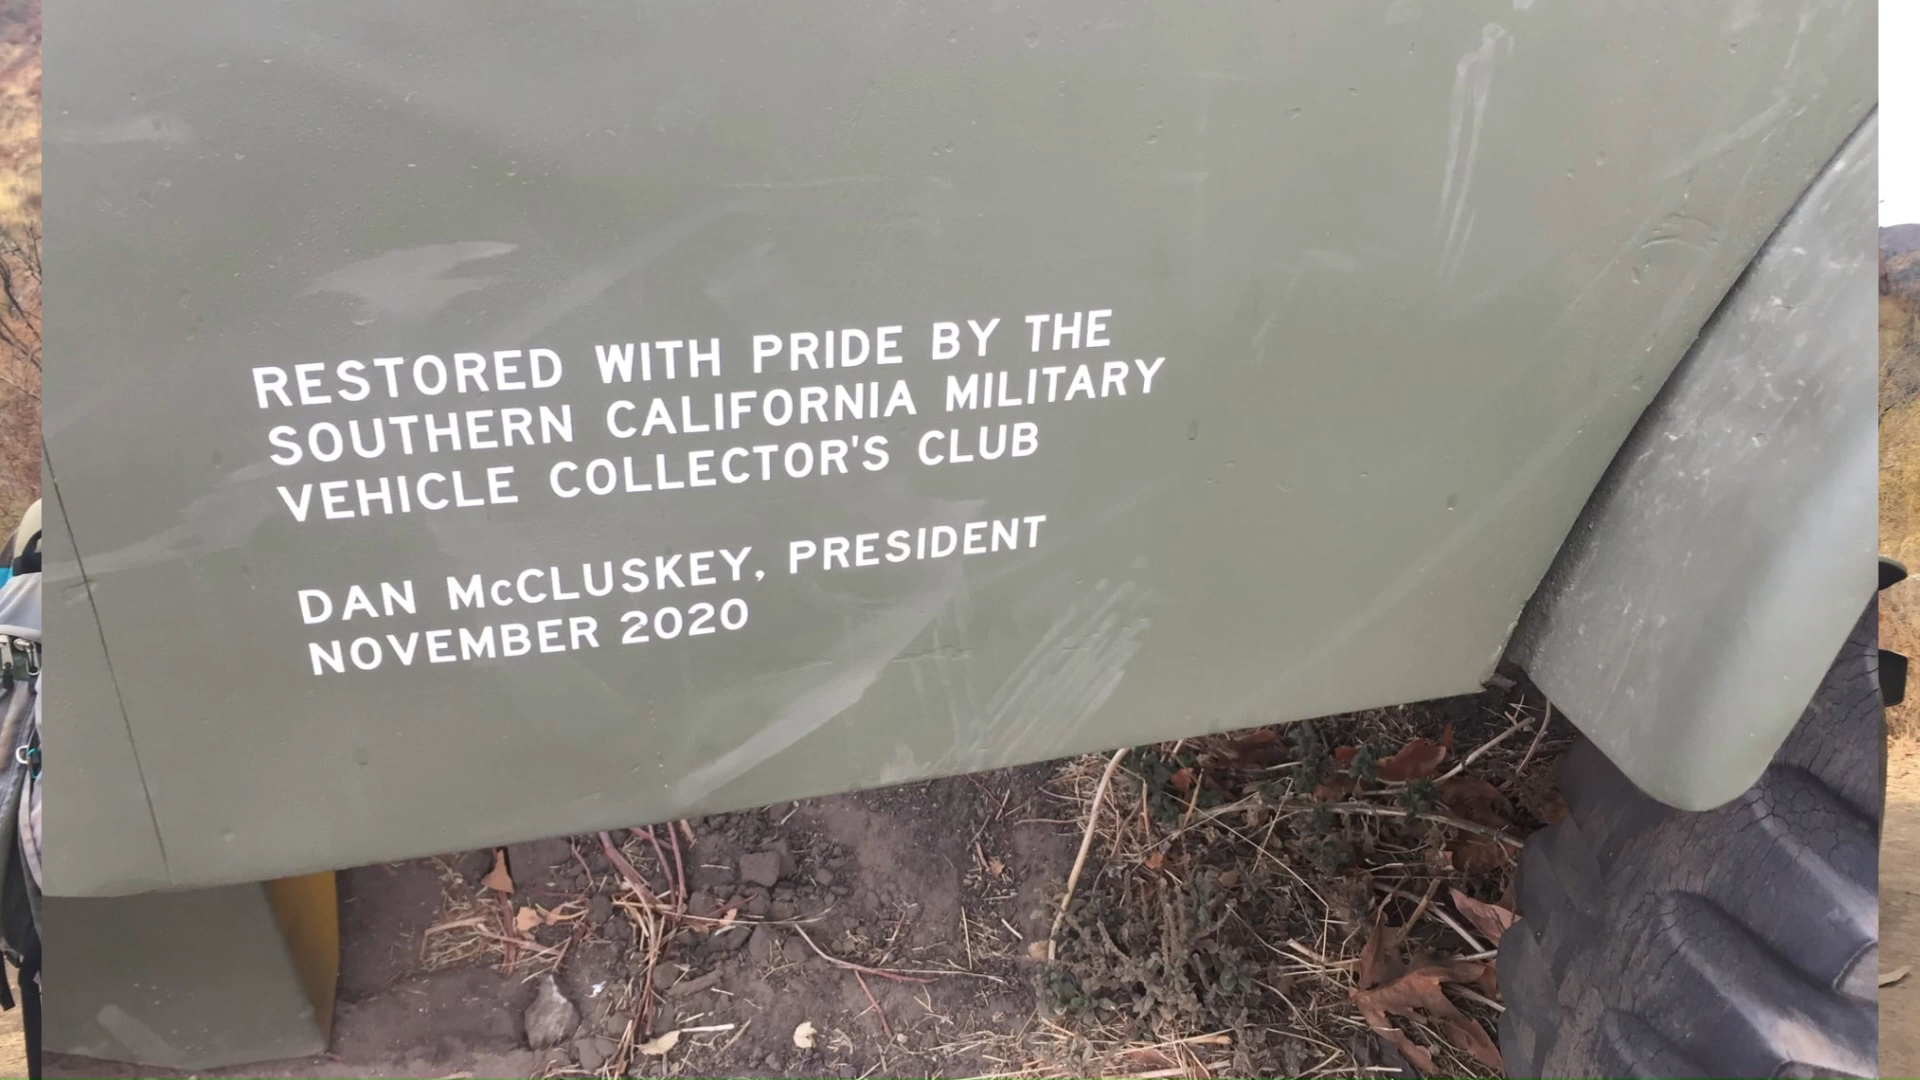 RESTORED WITH PRIDE BY THE
SOUTHERN CALIFORNIA MILITARY
VEHICLE COLLECTOR'S CLUB
DAN McCLUSKEY, PRESIDENT
NOVEMBER 2020